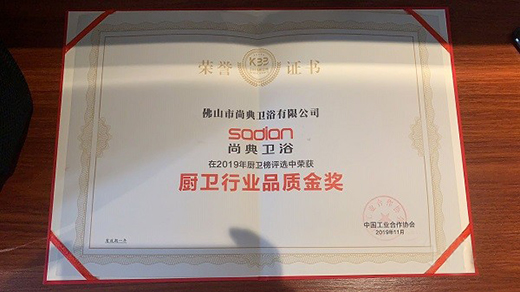 荣誉 K33 证书
佛山市尚典卫浴有限公司
sadian
尚典卫浴
在2019年厨卫榜评选中荣获
厨卫行业品质金奖
中国工业合作协会
2019年11月